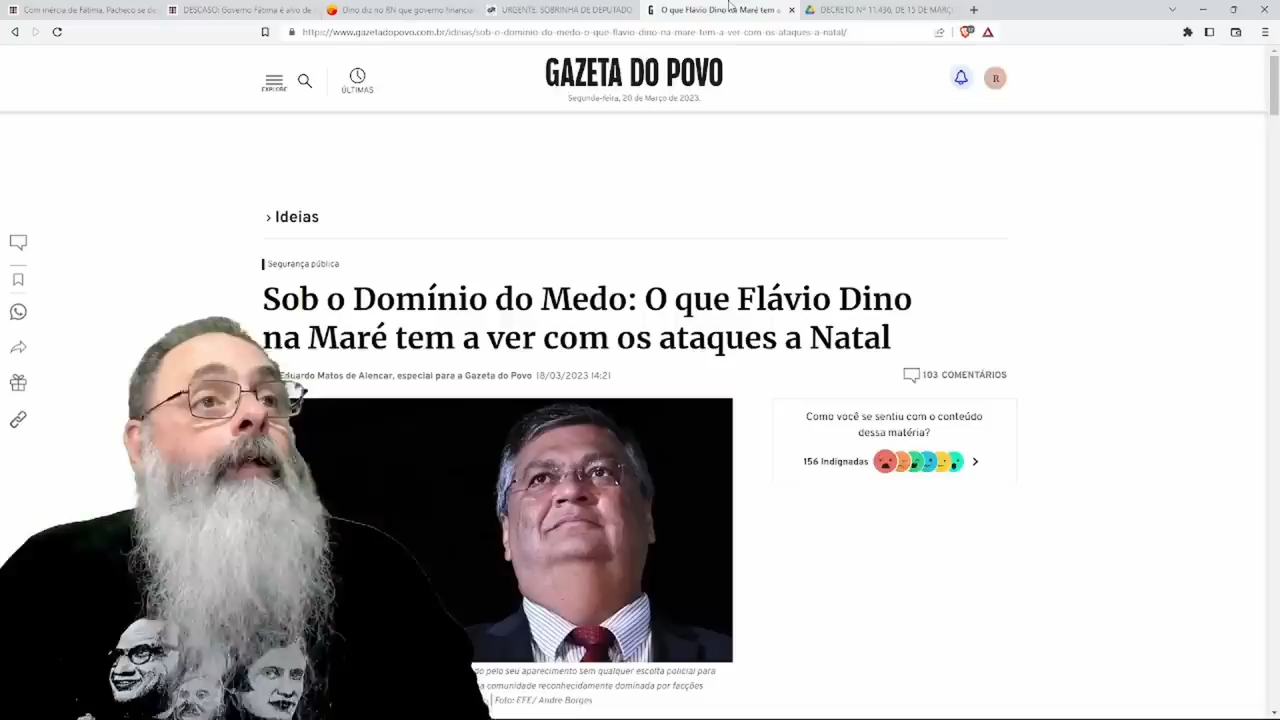 Com inércia de Fátima, Pacheco se de
DESCASO: Governo Fátima é alvo de
Dino diz no RN que governo financiar
URGENTE: SOBRINHA DE DEPUTADO
O que Flávio Dino na Maré tem a
DECRETO Nº 11.436, DE 15 DE MARÇ
https://www.gazetadopovo.com.br/ideias/sob-o-dominio-do-medo-o-que-flavio-dino-na-mare-tem-a-ver-com-os-ataques-a-natal/
EXPLORE
ÚLTIMAS
GAZETA DO POVO
Segunda-feira, 20 de Março de 2023.
R
› Ideias
Segurança pública
Sob o Domínio do Medo: O que Flávio Dino
na Maré tem a ver com os ataques a Natal
Eduardo Matos de Alencar, especial para a Gazeta do Povo 18/03/2023 14:21
103 COMENTÁRIOS
Como você se sentiu com o conteúdo
dessa matéria?
156 Indignadas
do pelo seu aparecimento sem qualquer escolta policial para
a comunidade reconhecidamente dominada por facções
| Foto: EFE/ Andre Borges